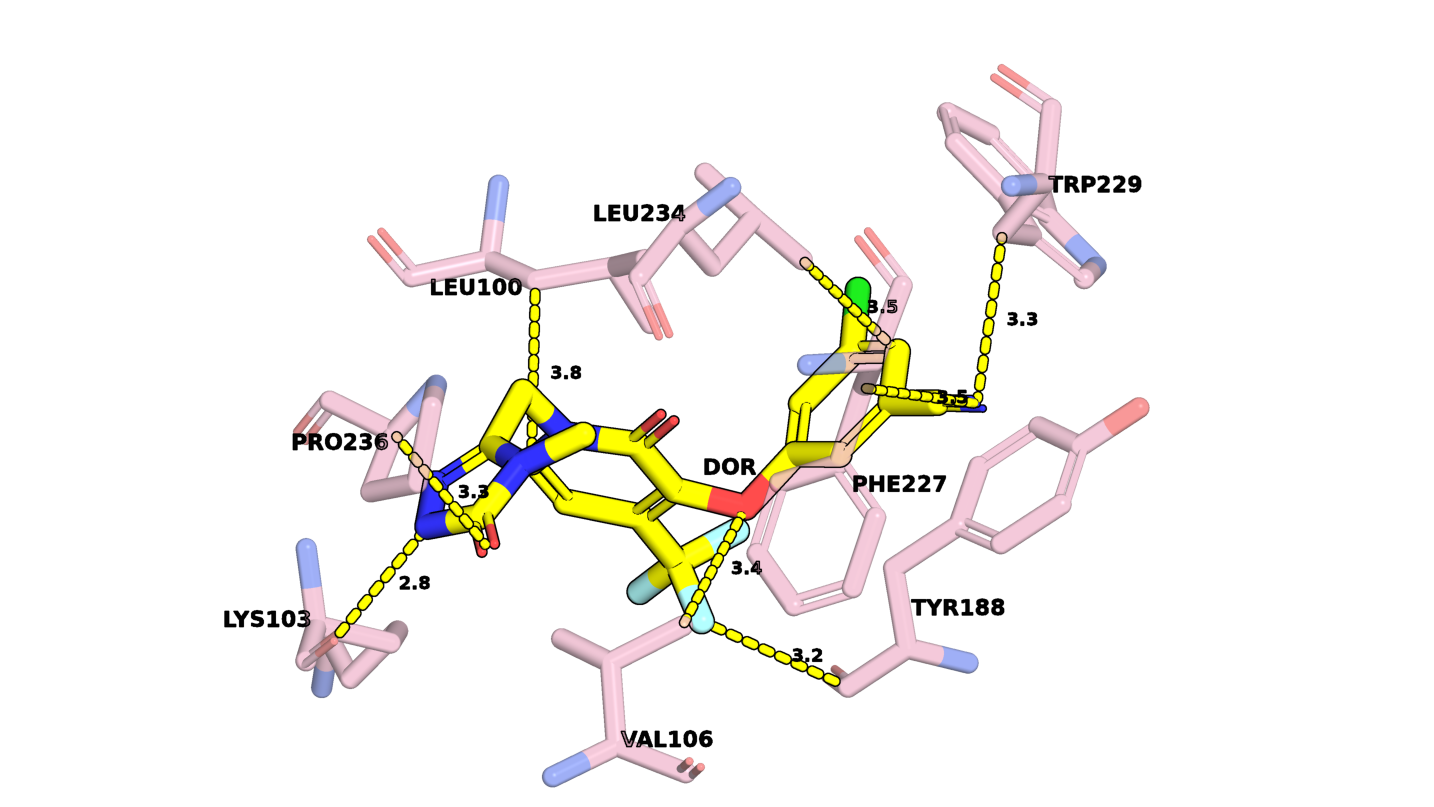 TRP229
LEU234
LEU100
3.5
3.3
3.8
3.5
PRO236
DOR
PHE227
3.3
3.4
2.8
LYS103
TYR188
3.2
VAL106